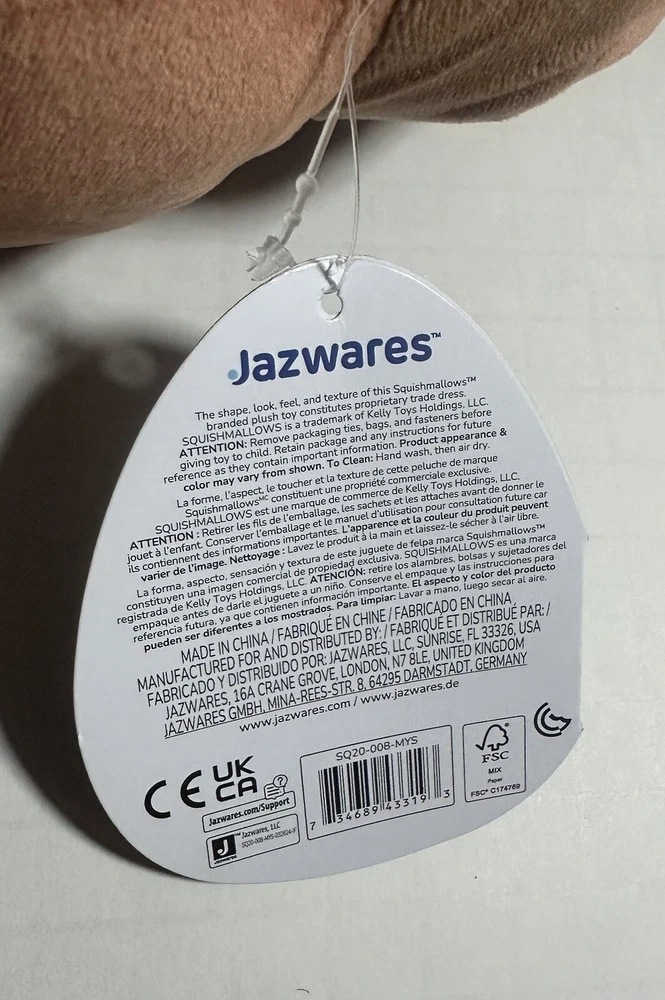 Jazwares™
The shape, look, feel, and texture of this Squishmallows™
branded plush toy constitutes proprietary trade dress.
SQUISHMALLOWS is a trademark of Kelly Toys Holdings, LLC.
ATTENTION: Remove packaging ties, bags, and fasteners before
giving toy to child. Retain package and any instructions for future
reference as they contain important information. Product appearance &
color may vary from shown. To Clean: Hand wash, then air dry.
La forme, l'aspect, le toucher et la texture de cette peluche de marque
Squishmallowsᴹᶜ constituent une propriété commerciale exclusive.
SQUISHMALLOWS est une marque de commerce de Kelly Toys Holdings, LLC.
ATTENTION : Retirer les fils de l'emballage, les sachets et les attaches avant de donner le
jouet à l'enfant. Conserver l'emballage et le manuel d'utilisation pour consultation future car
ils contiennent des informations importantes. L'apparence et la couleur du produit peuvent
varier de l'image. Nettoyage : Lavez le produit à la main et laissez-le sécher à l'air libre.
La forma, aspecto, sensación y textura de este juguete de felpa marca Squishmallows™
constituyen una imagen comercial de propiedad exclusiva. SQUISHMALLOWS es una marca
registrada de Kelly Toys Holdings, LLC. ATENCIÓN: retire los alambres, bolsas y sujetadores del
empaque antes de darle el juguete a un niño. Conserve el empaque y las instrucciones para
referencia futura, ya que contienen información importante. El aspecto y color del producto
pueden ser diferentes a los mostrados. Para limpiar: Lavar a mano, luego secar al aire.
MADE IN CHINA / FABRIQUÉ EN CHINE / FABRICADO EN CHINA
MANUFACTURED FOR AND DISTRIBUTED BY: / FABRIQUÉ ET DISTRIBUÉ PAR: /
FABRICADO Y DISTRIBUIDO POR: JAZWARES, LLC, SUNRISE, FL 33326, USA
JAZWARES, 16A CRANE GROVE, LONDON, N7 8LE, UNITED KINGDOM
JAZWARES GMBH, MINA-REES-STR. 8, 64295 DARMSTADT, GERMANY
www.jazwares.com / www.jazwares.de
CE UK
CA
Jazwares.com/Support
?
J™ Jazwares, LLC
SQ20-008-MYS-032624-F
JAZWARES
SQ20-008-MYS
7 34689 43319 3
FSC
MIX
Paper
FSC® C174769